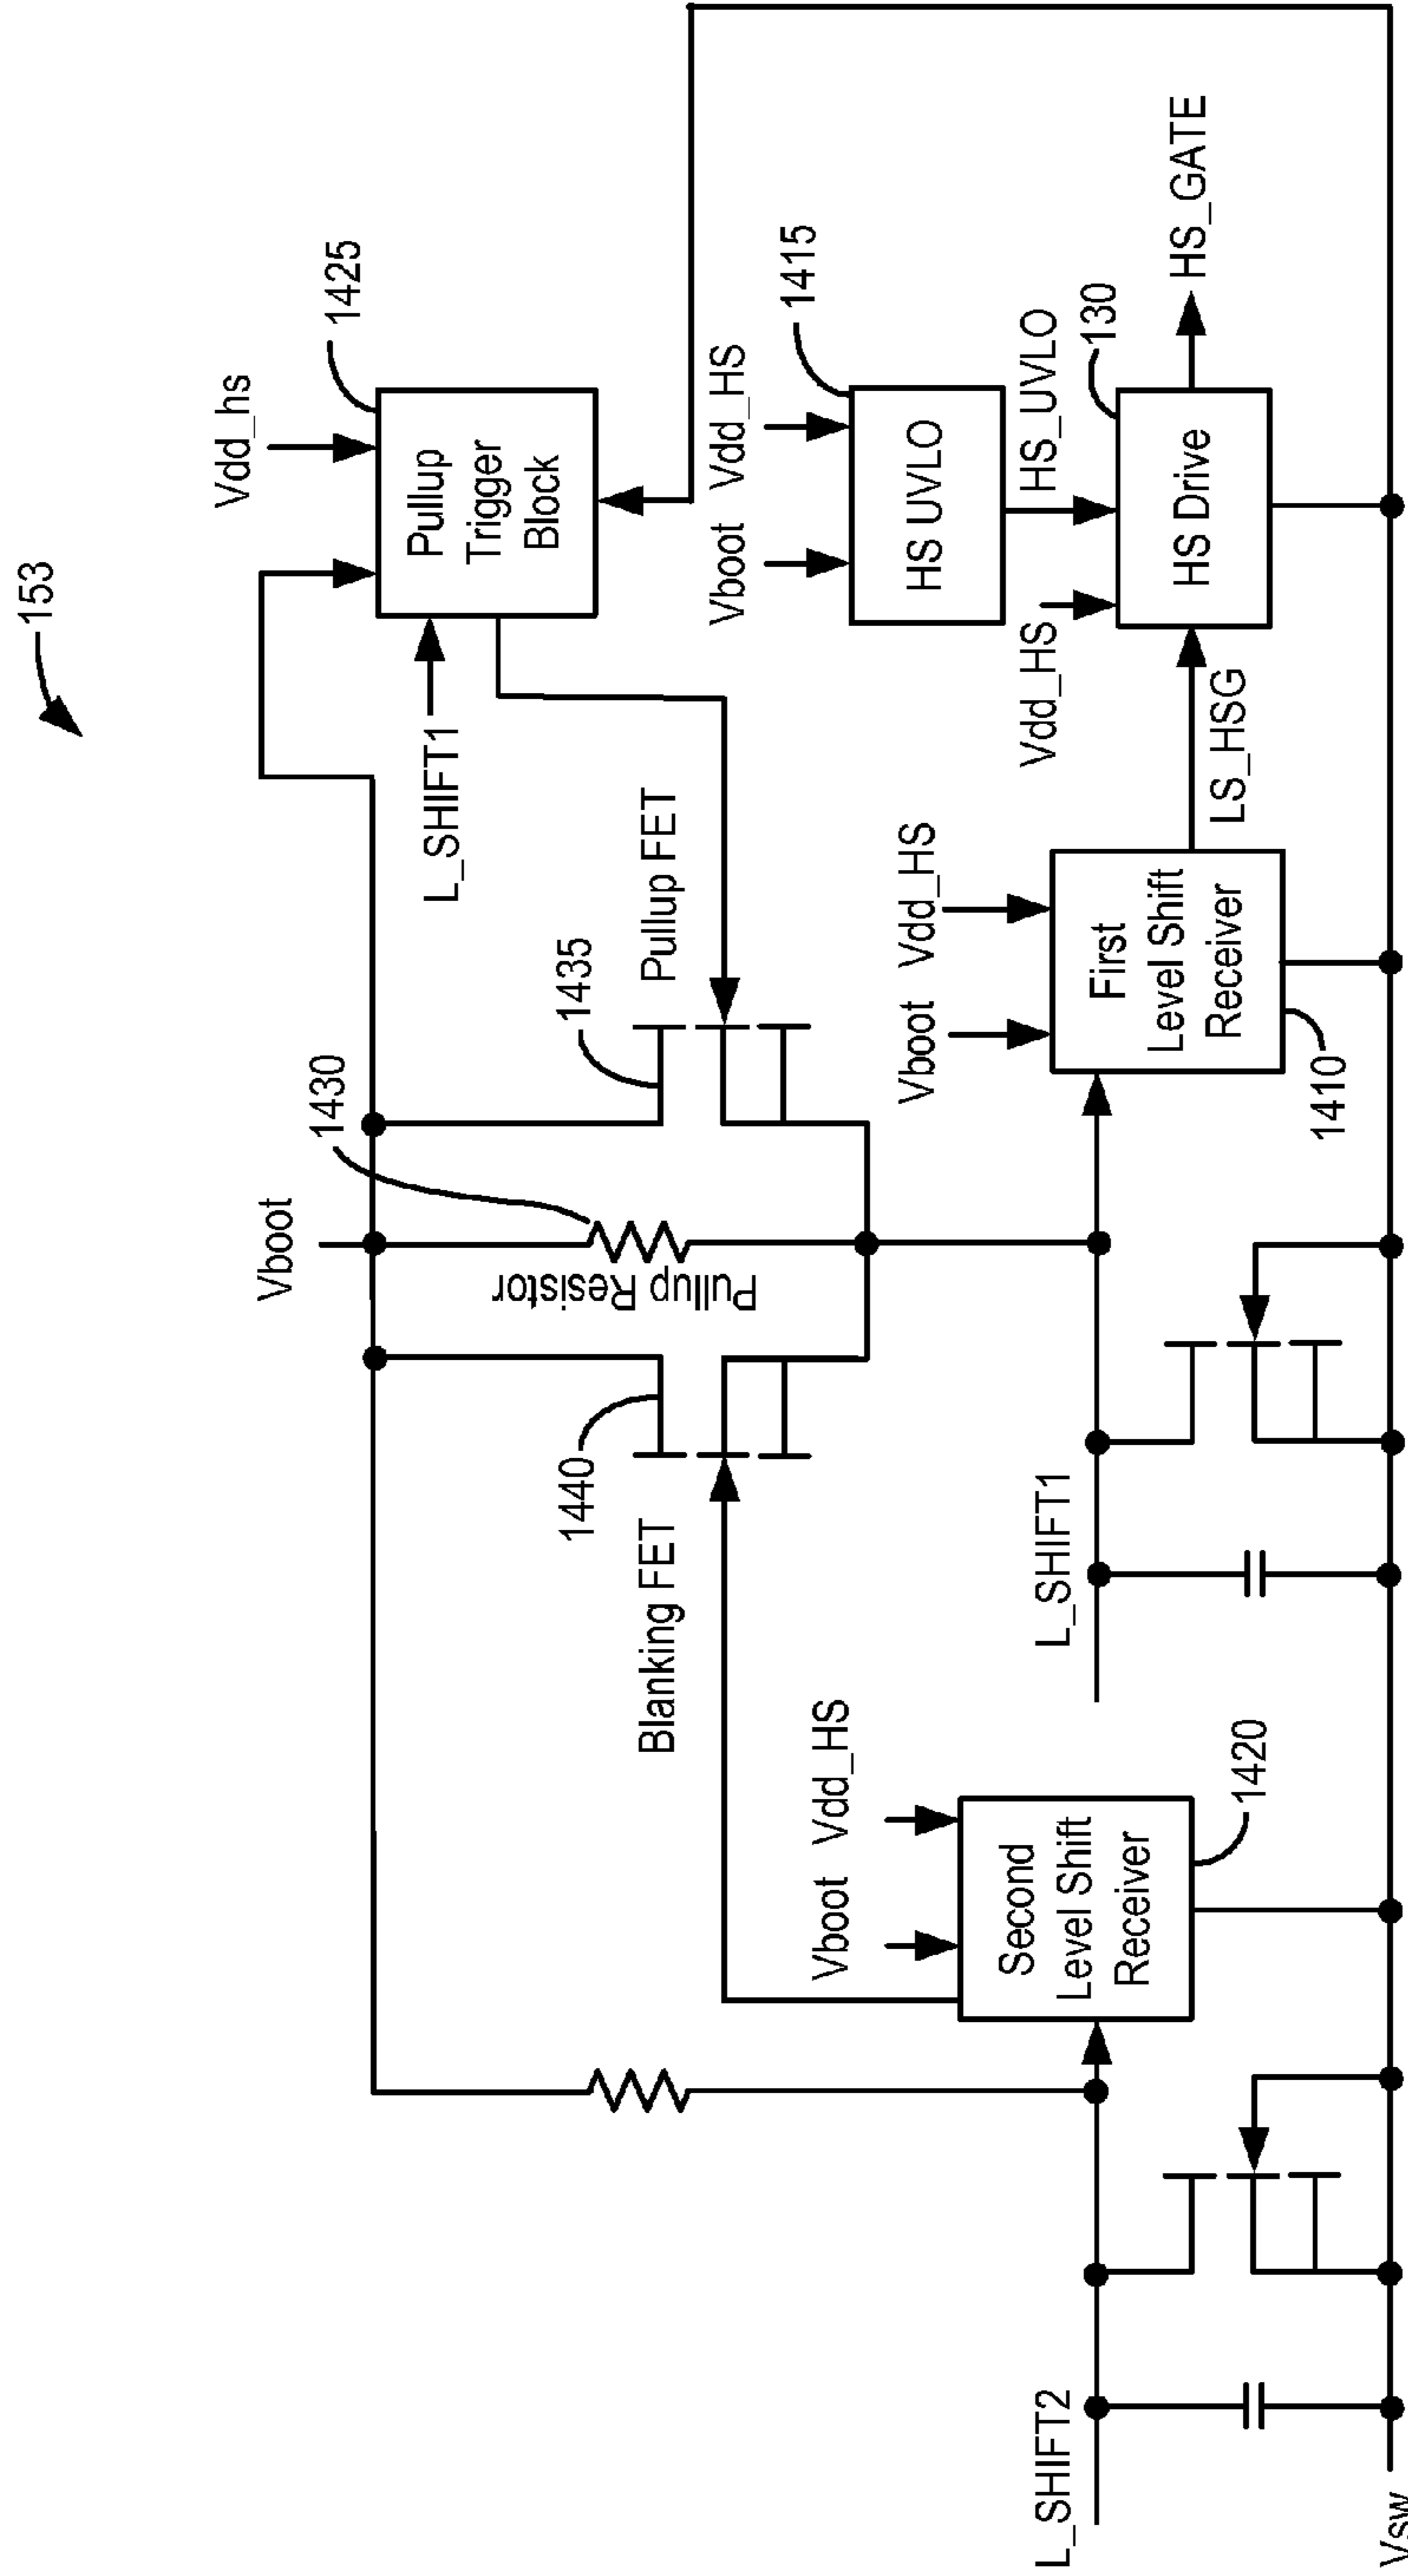 153
Vboot
Vdd_hs
1425
1430
Pullup
Trigger
Block
L_SHIFT1
Pullup Resistor
1440
1435
Blanking FET
Pullup FET
Vboot
Vdd_HS
1415
HS UVLO
HS_UVLO
Vboot
Vdd_HS
Vboot
Vdd_HS
Vdd_HS
130
HS_GATE
L_SHIFT2
Second
Level Shift
Receiver
1420
L_SHIFT1
First
Level Shift
Receiver
1410
LS_HSG
HS Drive
Vsw